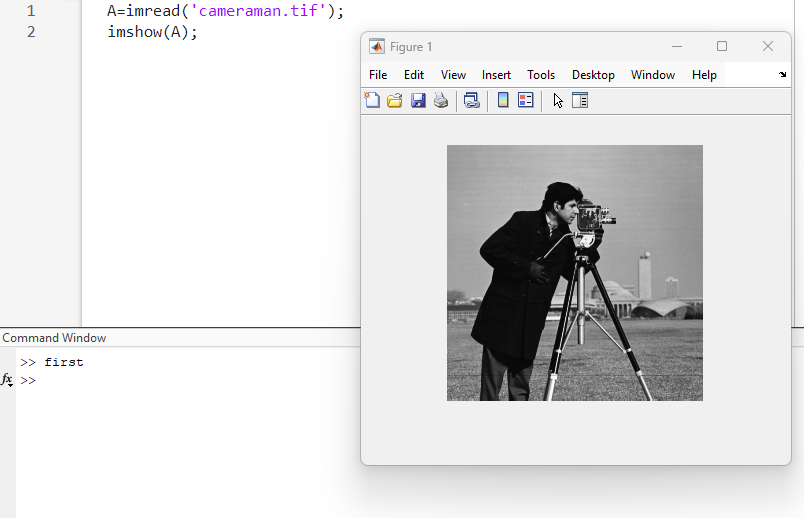 1 A=imread('cameraman.tif');
2 imshow(A);
Figure 1
File Edit View Insert Tools Desktop Window Help
Command Window
>> first
fx >>